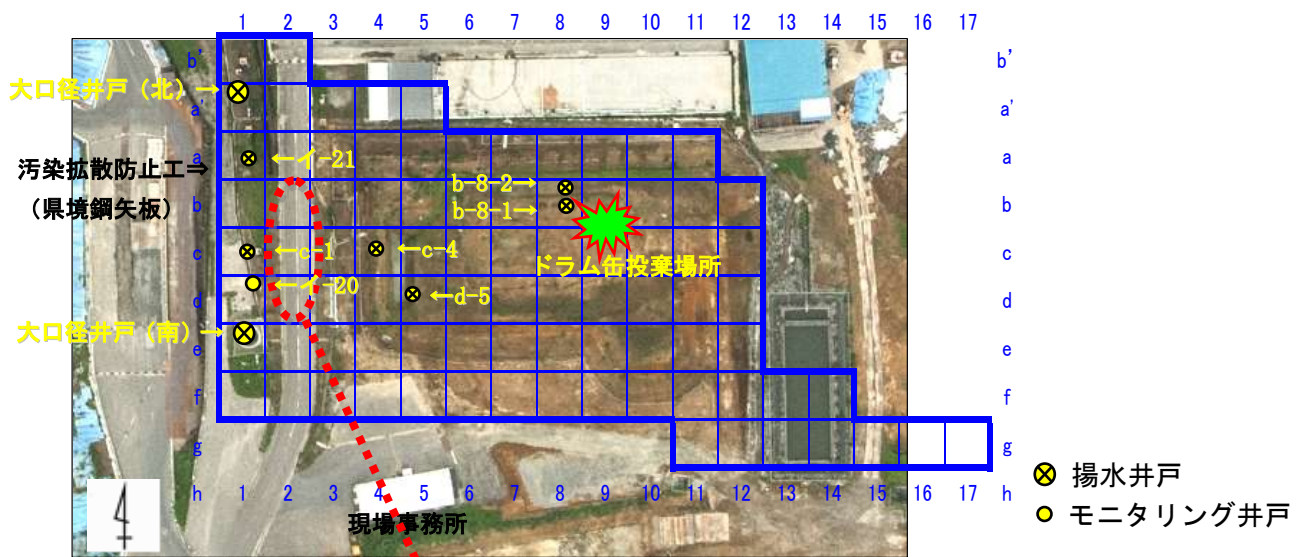 1 2 3 4 5 6 7 8 9 10 11 12 13 14 15 16 17
b' b'
大口径井戸（北）→
a' a'
a ←イ-21 a
汚染拡散防止工⇒
（県境鋼矢板）
b-8-2→
b b-8-1→ b
c ←c-1 ←c-4 c
ドラム缶投棄場所
←イ-20
d ←d-5 d
大口径井戸（南）→
e e
f f
g g
揚水井戸
h 1 2 3 4 5 6 7 8 9 10 11 12 13 14 15 16 17 h
モニタリング井戸
現場事務所
4